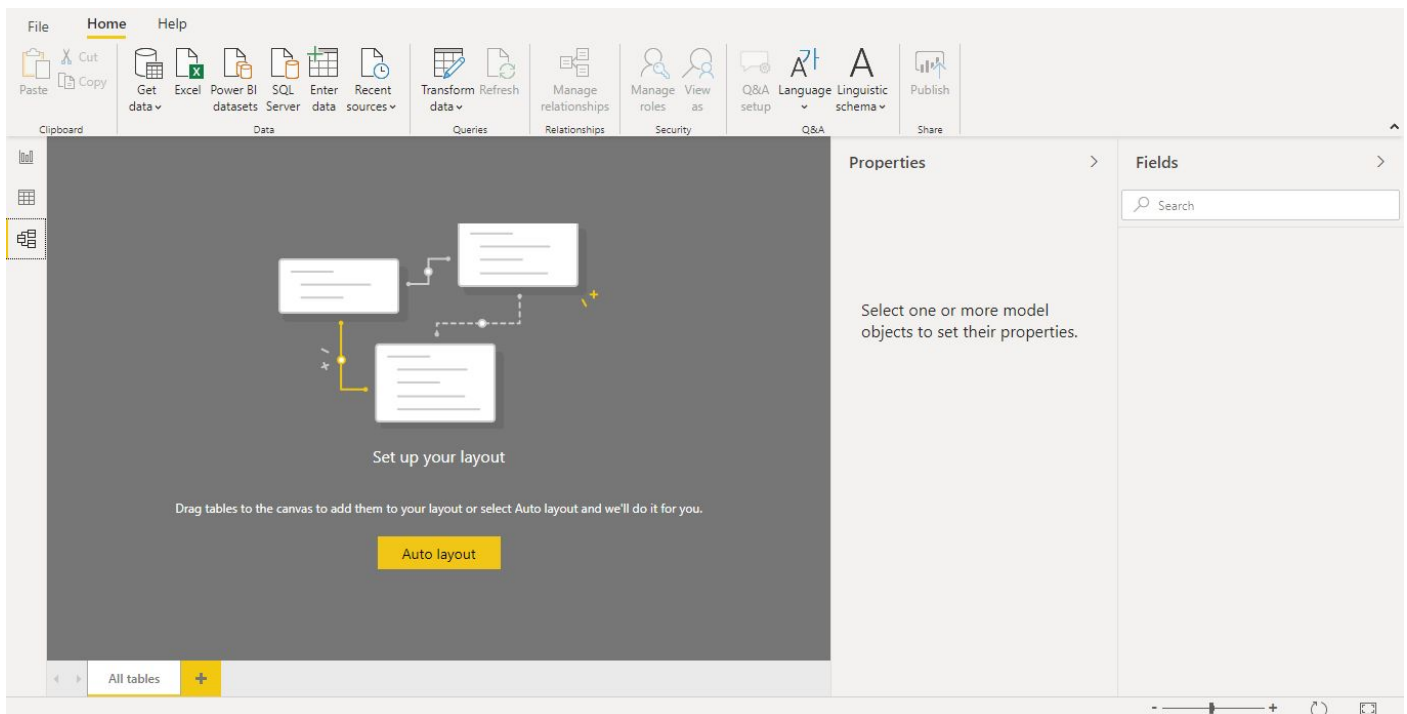 File Home Help
Cut
Copy
Paste
Get data
Excel
Power BI datasets
SQL Server
Enter data
Recent sources
Transform data
Refresh
Manage relationships
Manage roles
View as
Q&A setup
Language
Linguistic schema
Publish
Clipboard Data Queries Relationships Security Q&A Share
Properties
Fields
Search
Select one or more model
objects to set their properties.
Set up your layout
Drag tables to the canvas to add them to your layout or select Auto layout and we'll do it for you.
Auto layout
All tables